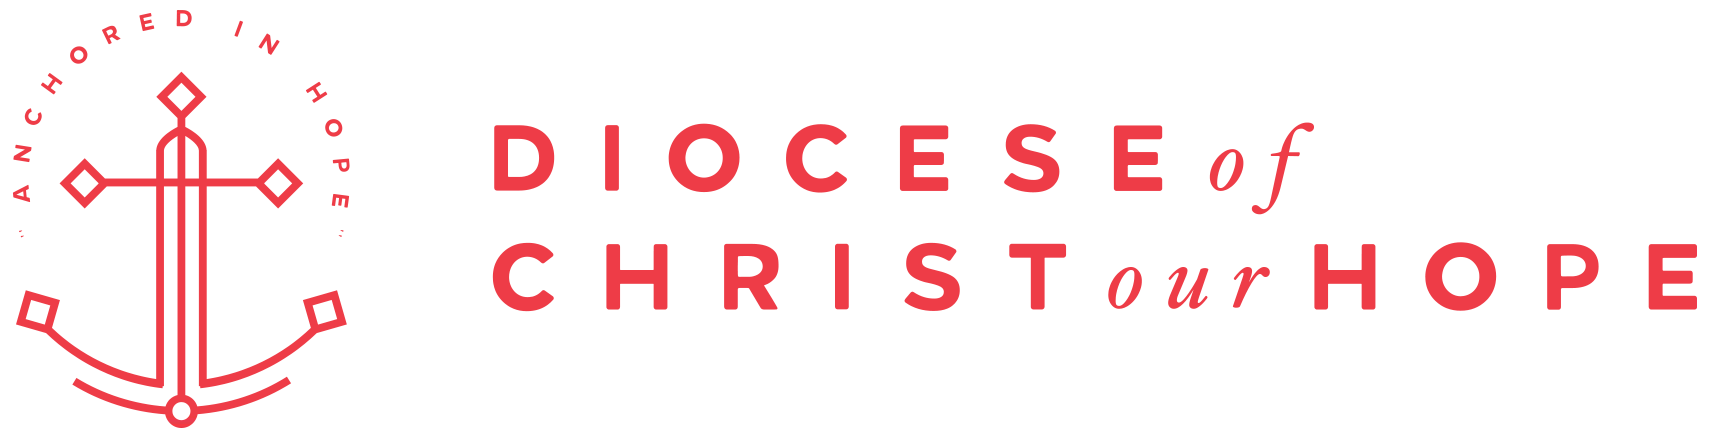 "ANCHORED IN HOPE"
DIOCESE of
CHRIST our HOPE